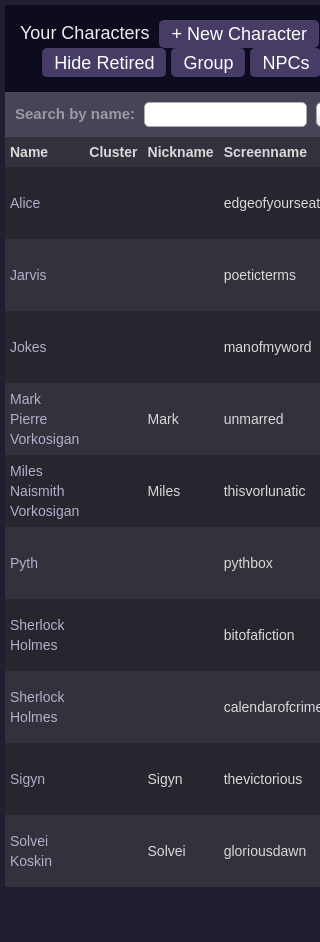 Your Characters + New Character
Hide Retired Group NPCs
Search by name:
Name Cluster Nickname Screenname
Alice edgeofyourseat
Jarvis poeticterms
Jokes manofmyword
Mark
Pierre Mark unmarred
Vorkosigan
Miles
Naismith Miles thisvorlunatic
Vorkosigan
Pyth pythbox
Sherlock
Holmes
bitofafiction
Sherlock
Holmes
calendarofcrime
Sigyn Sigyn thevictorious
Solvei
Koskin
Solvei gloriousdawn